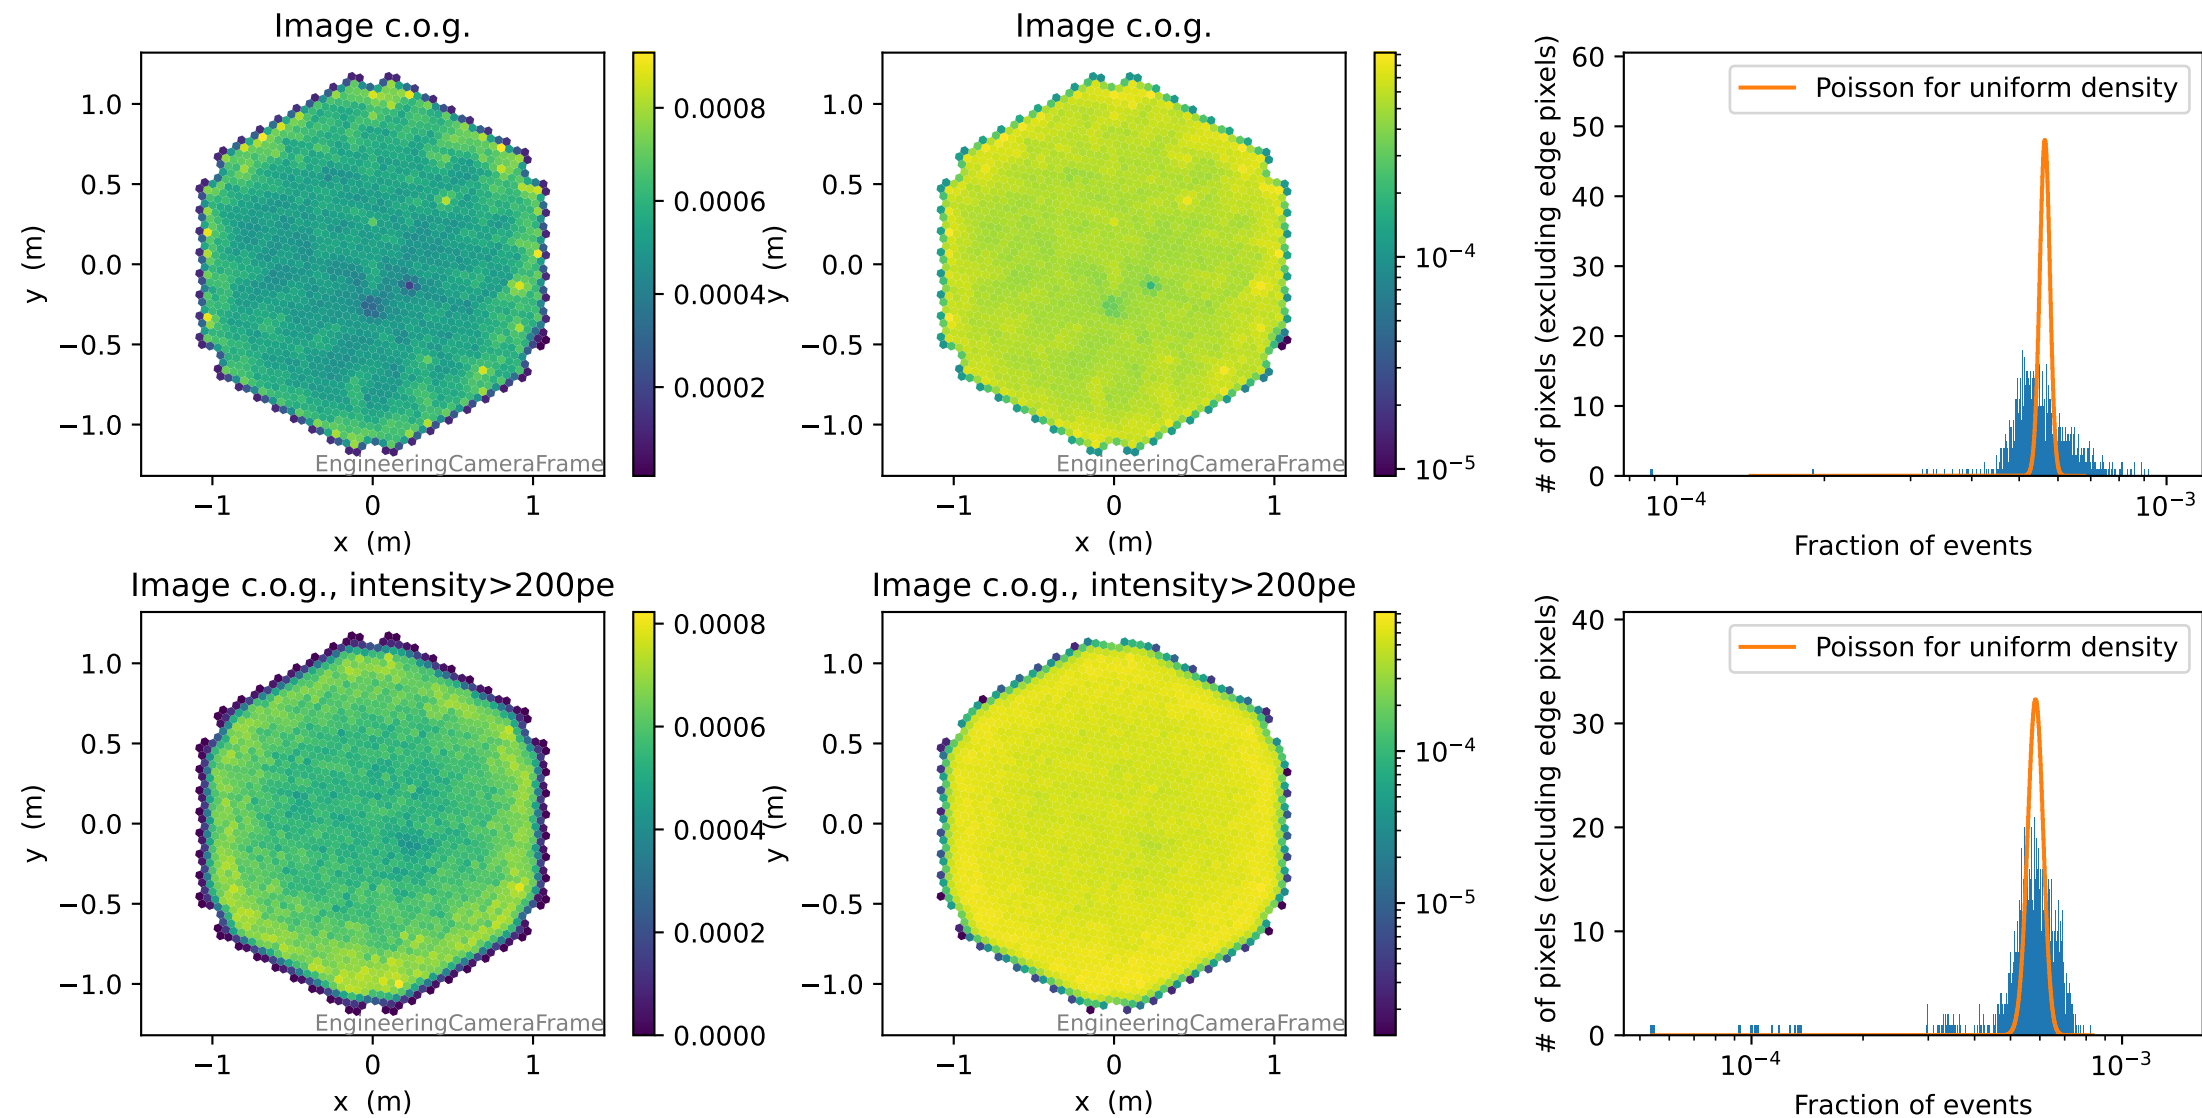 Image c.o.g.
1.0
0.5
0.0
−0.5
−1.0
y (m)
−1
0
1
x (m)
EngineeringCameraFrame
0.0008
0.0006
0.0004
0.0002
Image c.o.g.
1.0
0.5
0.0
−0.5
−1.0
y (m)
−1
0
1
x (m)
EngineeringCameraFrame
10−4
10−5
# of pixels (excluding edge pixels)
60
50
40
30
20
10
0
Poisson for uniform density
10−4
10−3
Fraction of events
Image c.o.g., intensity>200pe
1.0
0.5
0.0
−0.5
−1.0
y (m)
−1
0
1
x (m)
EngineeringCameraFrame
0.0008
0.0006
0.0004
0.0002
0.0000
Image c.o.g., intensity>200pe
1.0
0.5
0.0
−0.5
−1.0
y (m)
−1
0
1
x (m)
EngineeringCameraFrame
10−4
10−5
# of pixels (excluding edge pixels)
40
30
20
10
0
Poisson for uniform density
10−4
10−3
Fraction of events